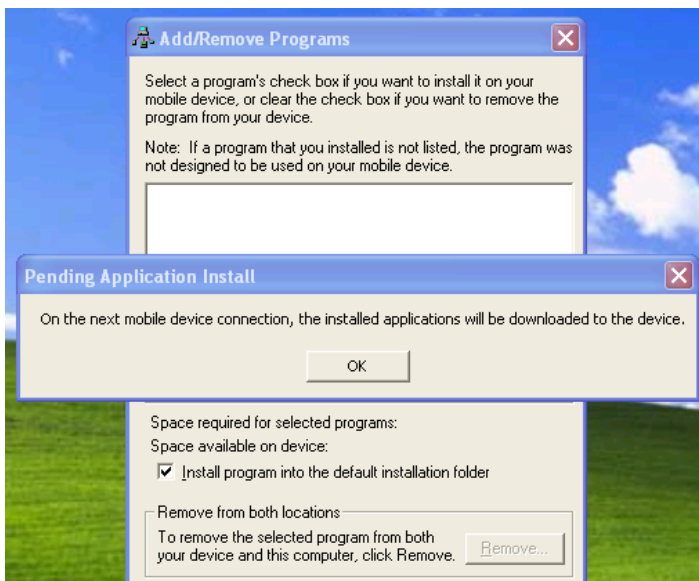 Add/Remove Programs
Select a program's check box if you want to install it on your
mobile device, or clear the check box if you want to remove the
program from your device.
Note: If a program that you installed is not listed, the program was
not designed to be used on your mobile device.
Pending Application Install
On the next mobile device connection, the installed applications will be downloaded to the device.
OK
Space required for selected programs:
Space available on device:
Install program into the default installation folder
Remove from both locations
To remove the selected program from both
your device and this computer, click Remove.
Remove...